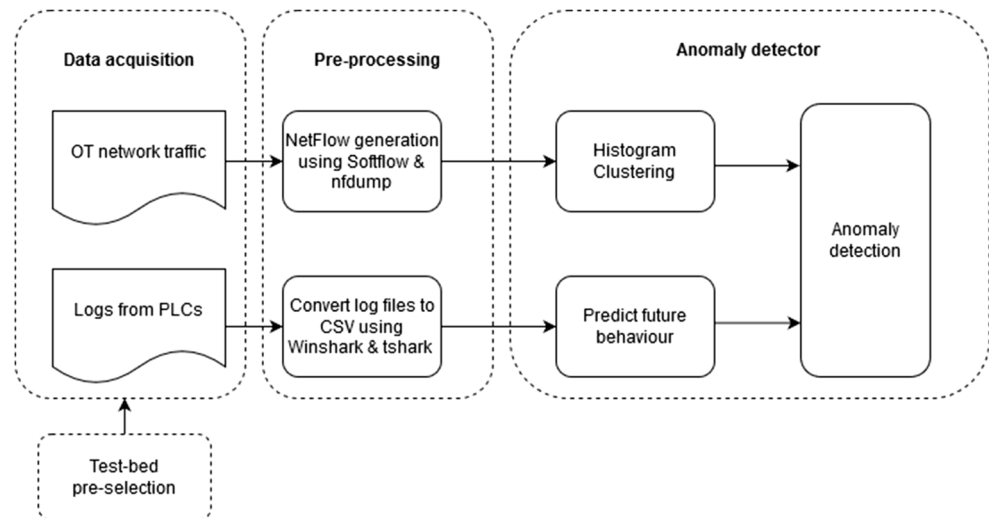 Data acquisition
Pre-processing
Anomaly detector
OT network traffic
NetFlow generation
using Softflow &
nfdump
Histogram
Clustering
Anomaly
detection
Logs from PLCs
Convert log files to
CSV using
Winshark & tshark
Predict future
behaviour
Test-bed
pre-selection